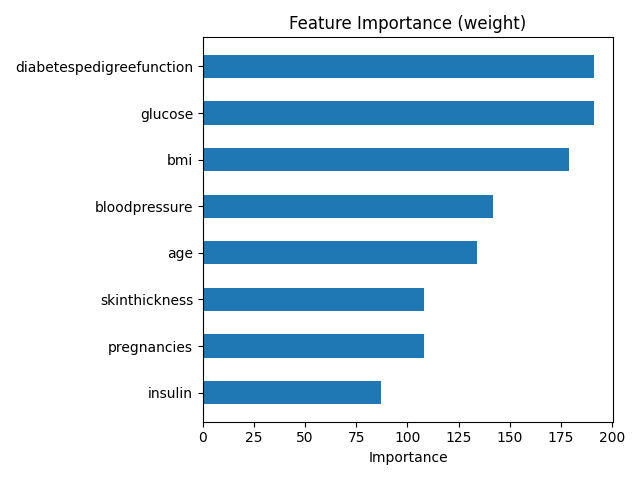 Feature Importance (weight)
diabetespedigreefunction
glucose
bmi
bloodpressure
age
skinthickness
pregnancies
insulin
0 25 50 75 100 125 150 175 200
Importance